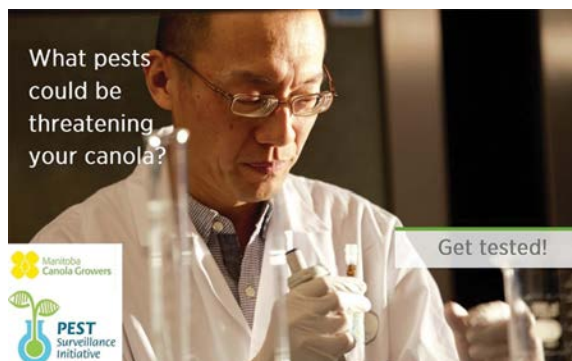 What pests
could be
threatening
your canola?
Get tested!
Manitoba
Canola Growers
PEST
Surveillance
Initiative